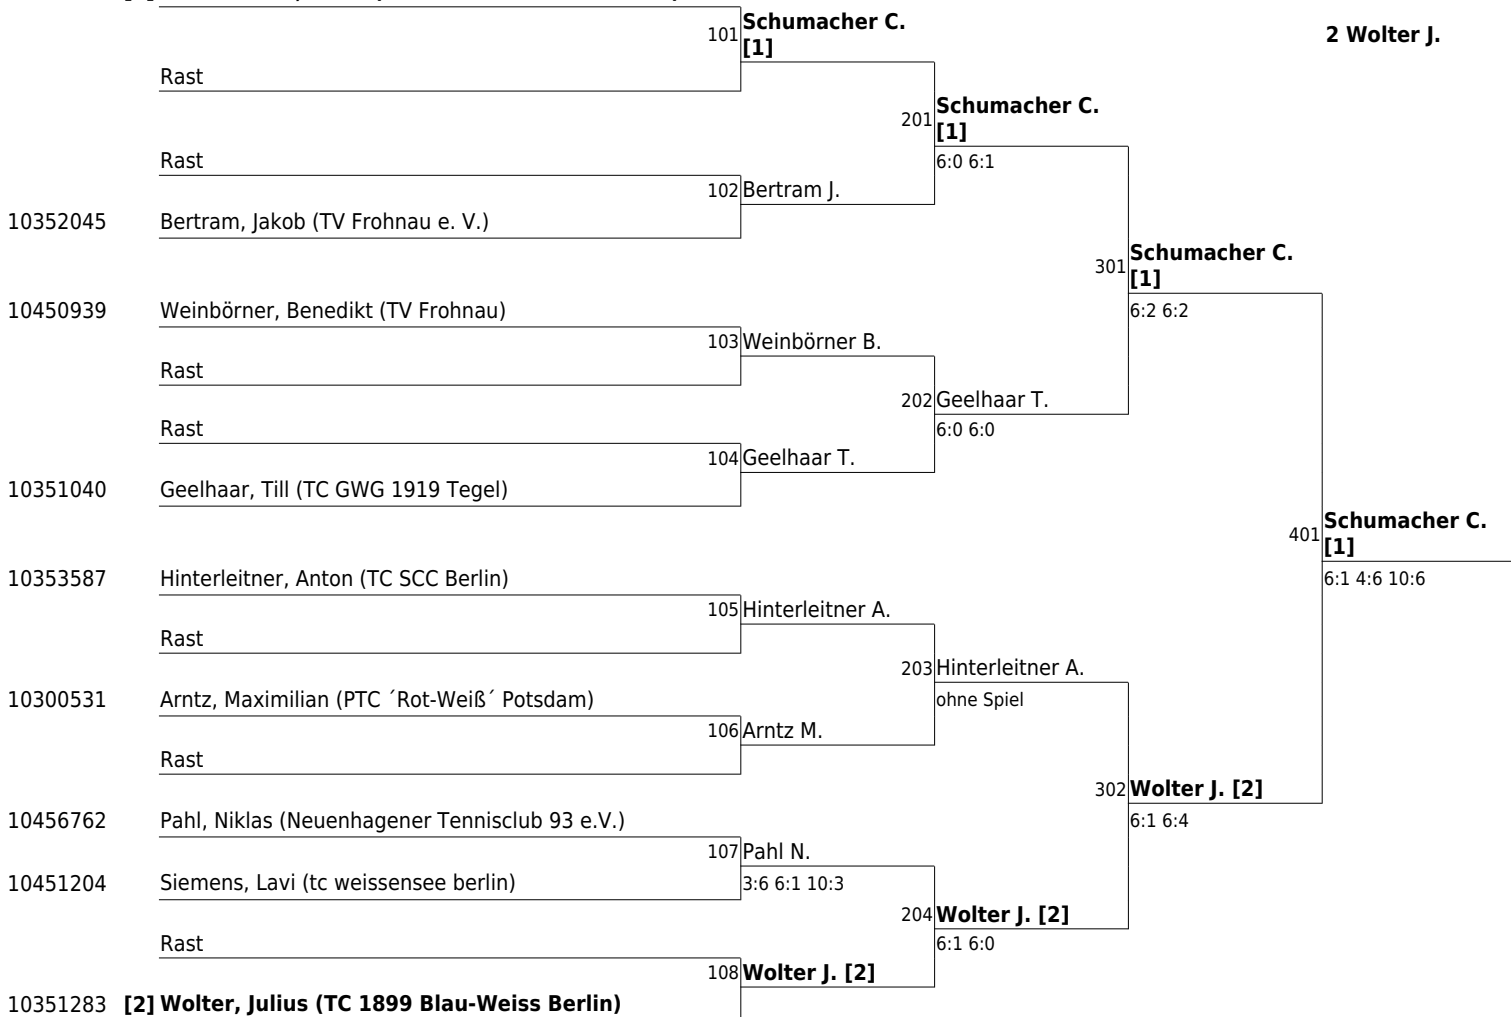 101
Schumacher C.
[1]
2 Wolter J.
Rast
201
Schumacher C.
[1]
6:0 6:1
Rast
102 Bertram J.
10352045 Bertram, Jakob (TV Frohnau e. V.)
301
Schumacher C.
[1]
6:2 6:2
10450939 Weinbörner, Benedikt (TV Frohnau)
103 Weinbörner B.
Rast
202 Geelhaar T.
6:0 6:0
Rast
104 Geelhaar T.
10351040 Geelhaar, Till (TC GWG 1919 Tegel)
401
Schumacher C.
[1]
6:1 4:6 10:6
10353587 Hinterleitner, Anton (TC SCC Berlin)
105 Hinterleitner A.
Rast
203 Hinterleitner A.
ohne Spiel
10300531 Arntz, Maximilian (PTC ´Rot-Weiß´ Potsdam)
106 Arntz M.
Rast
302 Wolter J. [2]
6:1 6:4
10456762 Pahl, Niklas (Neuenhagener Tennisclub 93 e.V.)
107 Pahl N.
10451204 Siemens, Lavi (tc weissensee berlin)
3:6 6:1 10:3
204 Wolter J. [2]
6:1 6:0
Rast
108 Wolter J. [2]
10351283 [2] Wolter, Julius (TC 1899 Blau-Weiss Berlin)